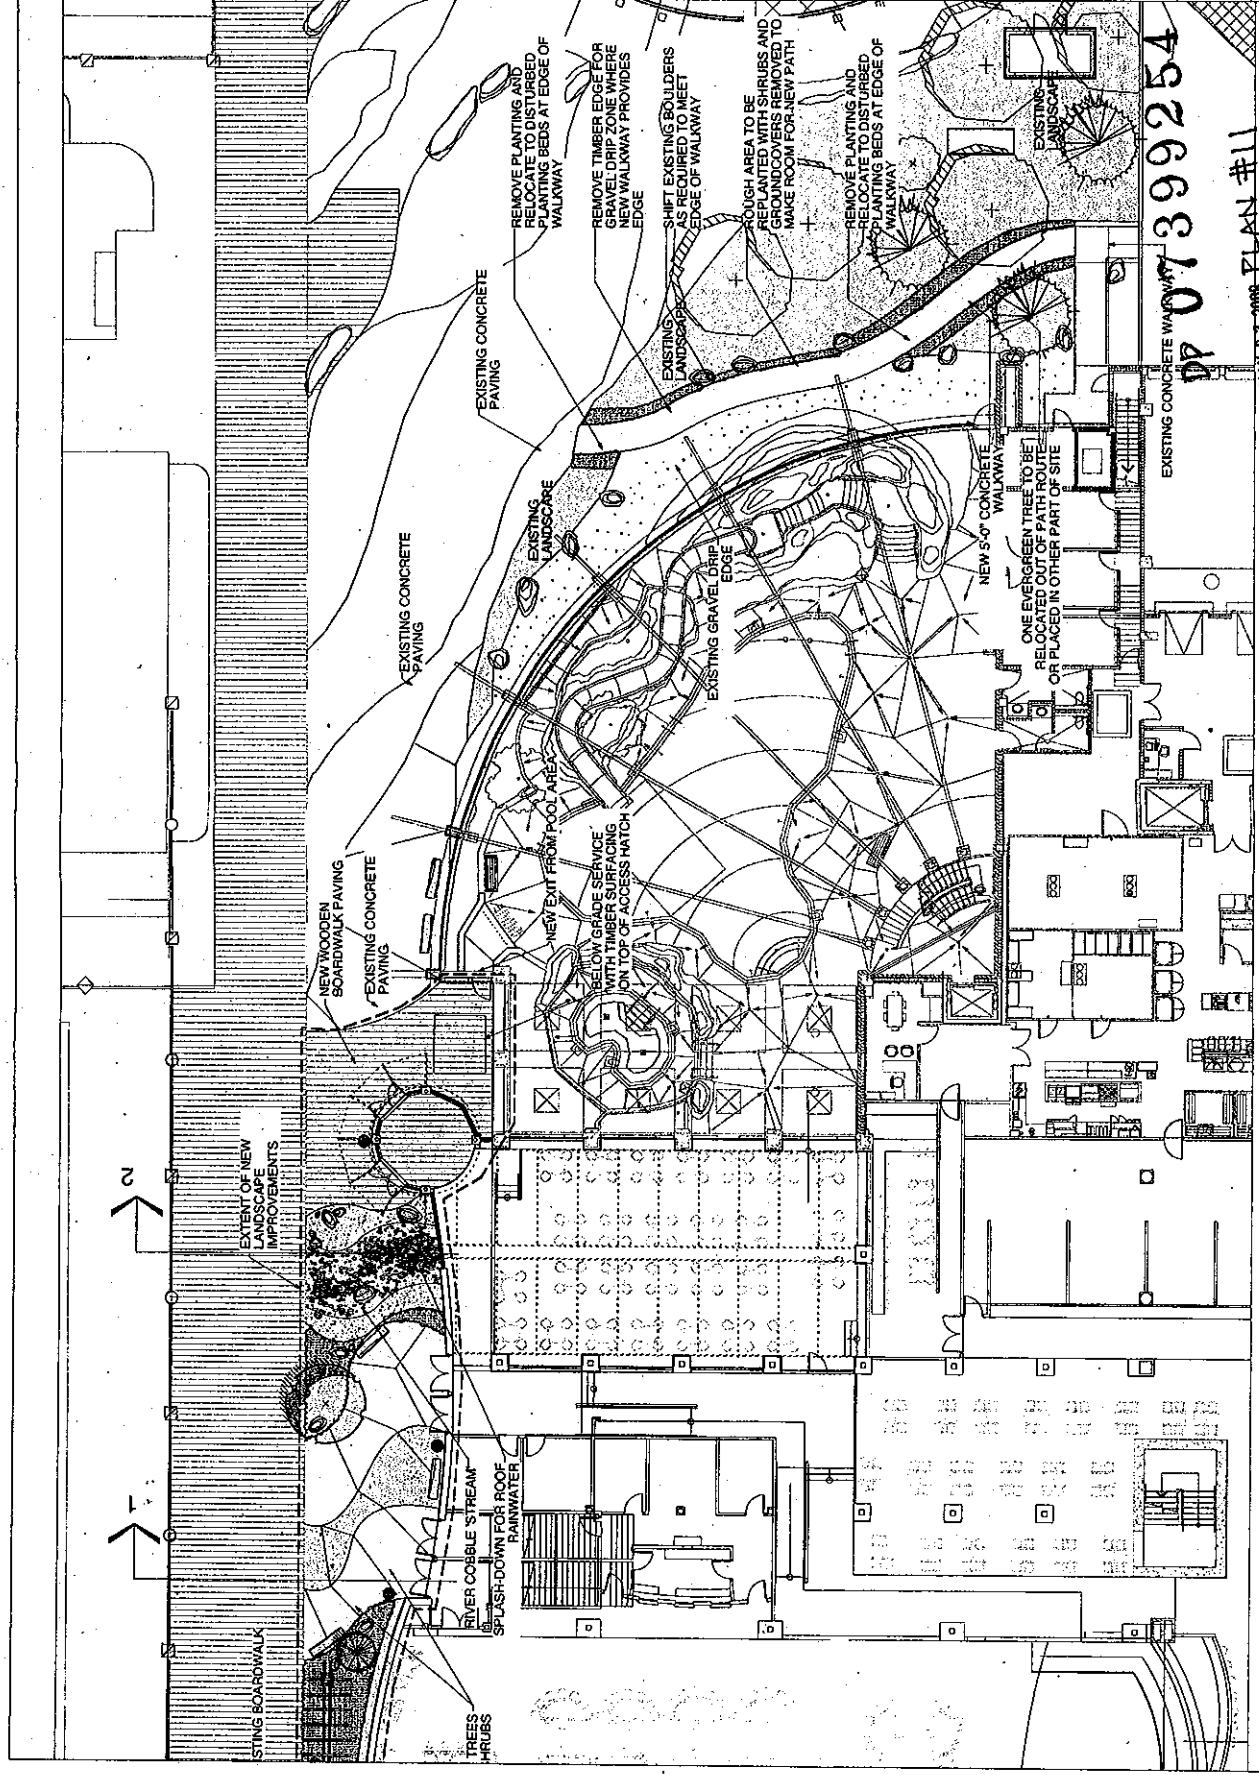 REMOVE PLANTING AND
RELOCATE TO DISTURBED
PLANTING BEDS AT EDGE OF
WALKWAY
REMOVE TIMBER EDGE FOR
GRAVEL DRIP ZONE WHERE
NEW WALKWAY PROVIDES
EDGE
SHIFT EXISTING BOULDERS
AS REQUIRED TO MEET
EDGE OF WALKWAY
ROUGH AREA TO BE
REPLANTED WITH SHRUBS AND
GROUNDCOVERS REMOVED TO
MAKE ROOM FOR NEW PATH
REMOVE PLANTING AND
RELOCATE TO DISTURBED
PLANTING BEDS AT EDGE OF
WALKWAY
EXISTING
LANDSCAPE
EXISTING CONCRETE
PAVING
EXISTING
LANDSCAPE
EXISTING CONCRETE WALKWAY
DP 07399254
PLAN #11
EXISTING CONCRETE
PAVING
EXISTING
LANDSCAPE
EXISTING GRAVEL DRIP
EDGE
NEW 5'-0" CONCRETE
WALKWAY
ONE EVERGREEN TREE TO BE
RELOCATED OUT OF PATH ROUTE
OR PLACED IN OTHER PART OF SITE
NEW WOODEN
BOARDWALK PAVING
EXISTING CONCRETE
PAVING
NEW EXIT FROM POOL AREA
BELOW GRADE SERVICE
WITH TIMBER SURFACING
ON TOP OF ACCESS HATCH
2
EXTENT OF NEW
LANDSCAPE
IMPROVEMENTS
1
STING BOARDWALK
RIVER COBBLE 'STREAM'
SPLASH-DOWN FOR ROOF
RAINWATER
TREES
HRUBS